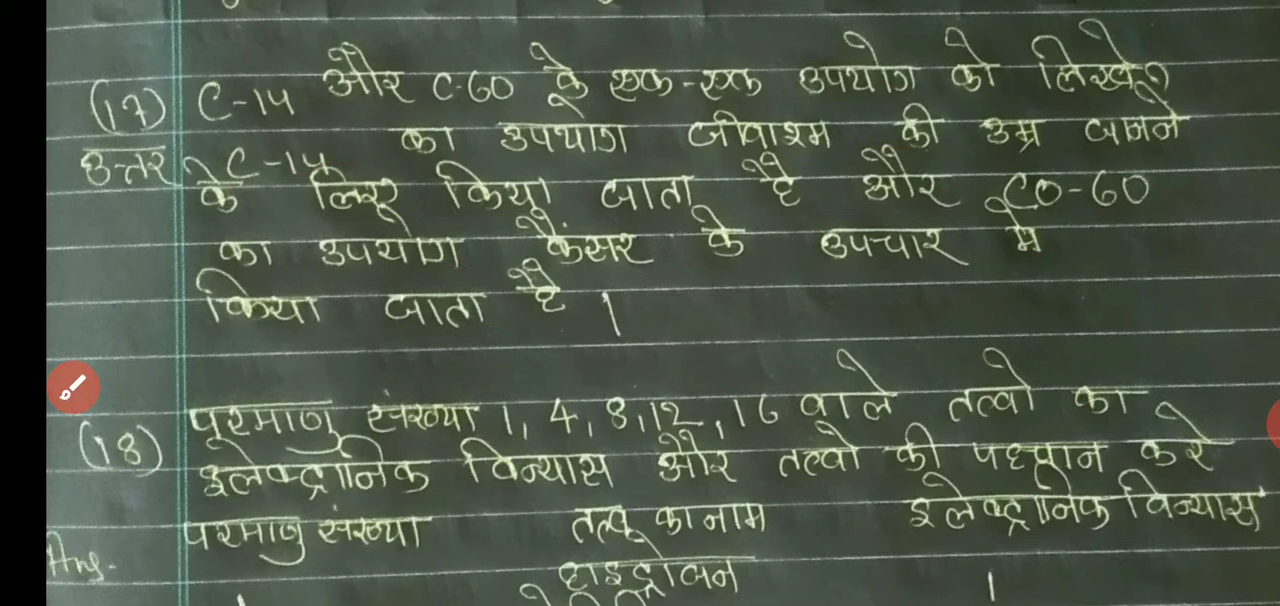 (17) C-14 और C-60 के एक-एक उपयोग को लिखे?
उत्तर C-14 का उपयोग जीवाश्म की उम्र जानने
के लिए किया जाता है और CO-60
का उपयोग कैंसर के उपचार मे
किया जाता है।
(18) परमाणु संख्या 1, 4, 8, 12, 16 वाले तत्वो का
इलेक्ट्रानिक विन्यास और तत्वो की पहचान करे
परमाणु संख्या तत्व का नाम इलेक्ट्रानिक विन्यास
Ans. हाइड्रोजन 1